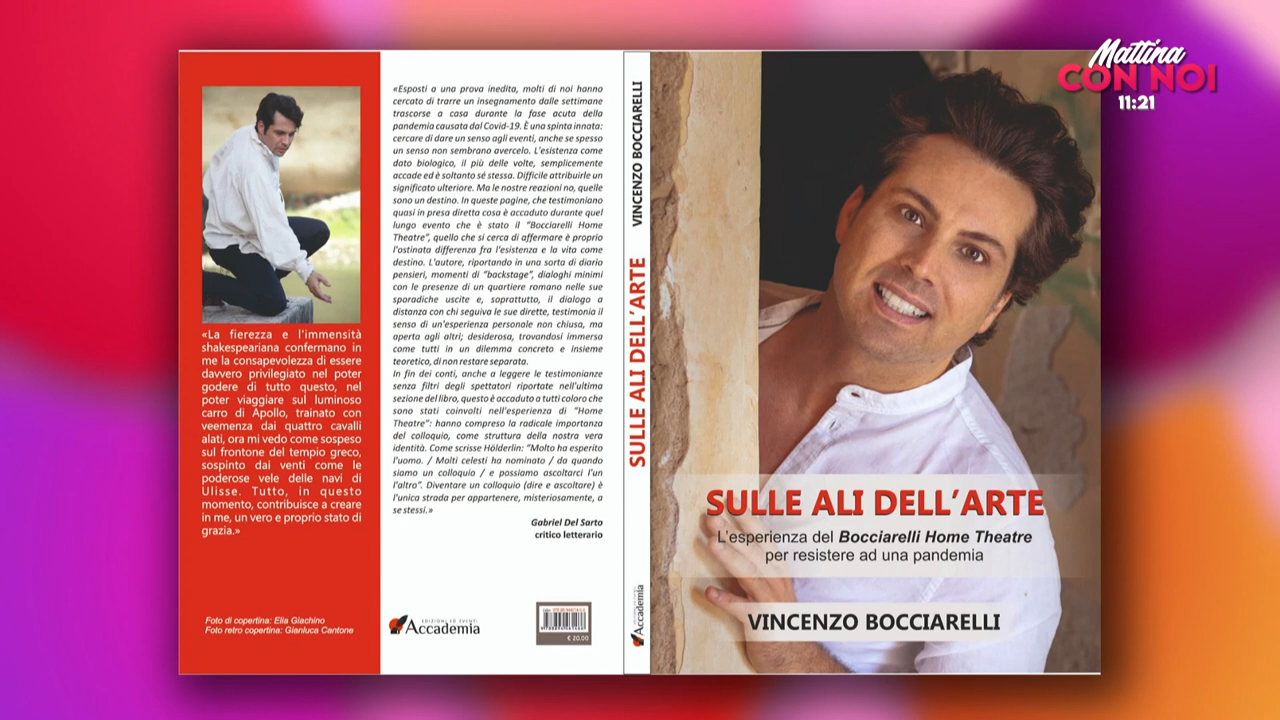 Mattina
CON NOI
11:21
«La fierezza e l'immensità
shakespeariana confermano in
me la consapevolezza di essere
davvero privilegiato nel poter
godere di tutto questo, nel
poter viaggiare sul luminoso
carro di Apollo, trainato con
veemenza dai quattro cavalli
alati, ora mi vedo come sospeso
sul frontone del tempio greco,
sospinto dai venti come le
poderose vele delle navi di
Ulisse. Tutto, in questo
momento, contribuisce a creare
in me, un vero e proprio stato di
grazia.»
Foto di copertina: Elia Giachino
Foto retro copertina: Gianluca Cantone
«Esposti a una prova inedita, molti di noi hanno
cercato di trarre un insegnamento dalle settimane
trascorse a casa durante la fase acuta della
pandemia causata dal Covid-19. È una spinta innata:
cercare di dare un senso agli eventi, anche se spesso
un senso non sembrano avercelo. L'esistenza come
dato biologico, il più delle volte, semplicemente
accade ed è soltanto sé stessa. Difficile attribuirle un
significato ulteriore. Ma le nostre reazioni no, quelle
sono un destino. In queste pagine, che testimoniano
quasi in presa diretta cosa è accaduto durante quel
lungo evento che è stato il "Bocciarelli Home
Theatre", quello che si cerca di affermare è proprio
l'ostinata differenza fra l'esistenza e la vita come
destino. L'autore, riportando in una sorta di diario
pensieri, momenti di "backstage", dialoghi minimi
con le presenze di un quartiere romano nelle sue
sporadiche uscite e, soprattutto, il dialogo a
distanza con chi seguiva le sue dirette, testimonia il
senso di un'esperienza personale non chiusa, ma
aperta agli altri; desiderosa, trovandosi immersa
come tutti in un dilemma concreto e insieme
teoretico, di non restare separata.
In fin dei conti, anche a leggere le testimonianze
senza filtri degli spettatori riportate nell'ultima
sezione del libro, questo è accaduto a tutti coloro che
sono stati coinvolti nell'esperienza di "Home
Theatre": hanno compreso la radicale importanza
del colloquio, come struttura della nostra vera
identità. Come scrisse Hölderlin: "Molto ha esperito
l'uomo. / Molti celesti ha nominato / da quando
siamo un colloquio / e possiamo ascoltarci l'un
l'altro". Diventare un colloquio (dire e ascoltare) è
l'unica strada per appartenere, misteriosamente, a
se stessi.»
Gabriel Del Sarto
critico letterario
EDIZIONI ED EVENTI
Accademia
€ 20.00
VINCENZO BOCCIARELLI
SULLE ALI DELL'ARTE
Accademia
SULLE ALI DELL'ARTE
L'esperienza del Bocciarelli Home Theatre
per resistere ad una pandemia
VINCENZO BOCCIARELLI